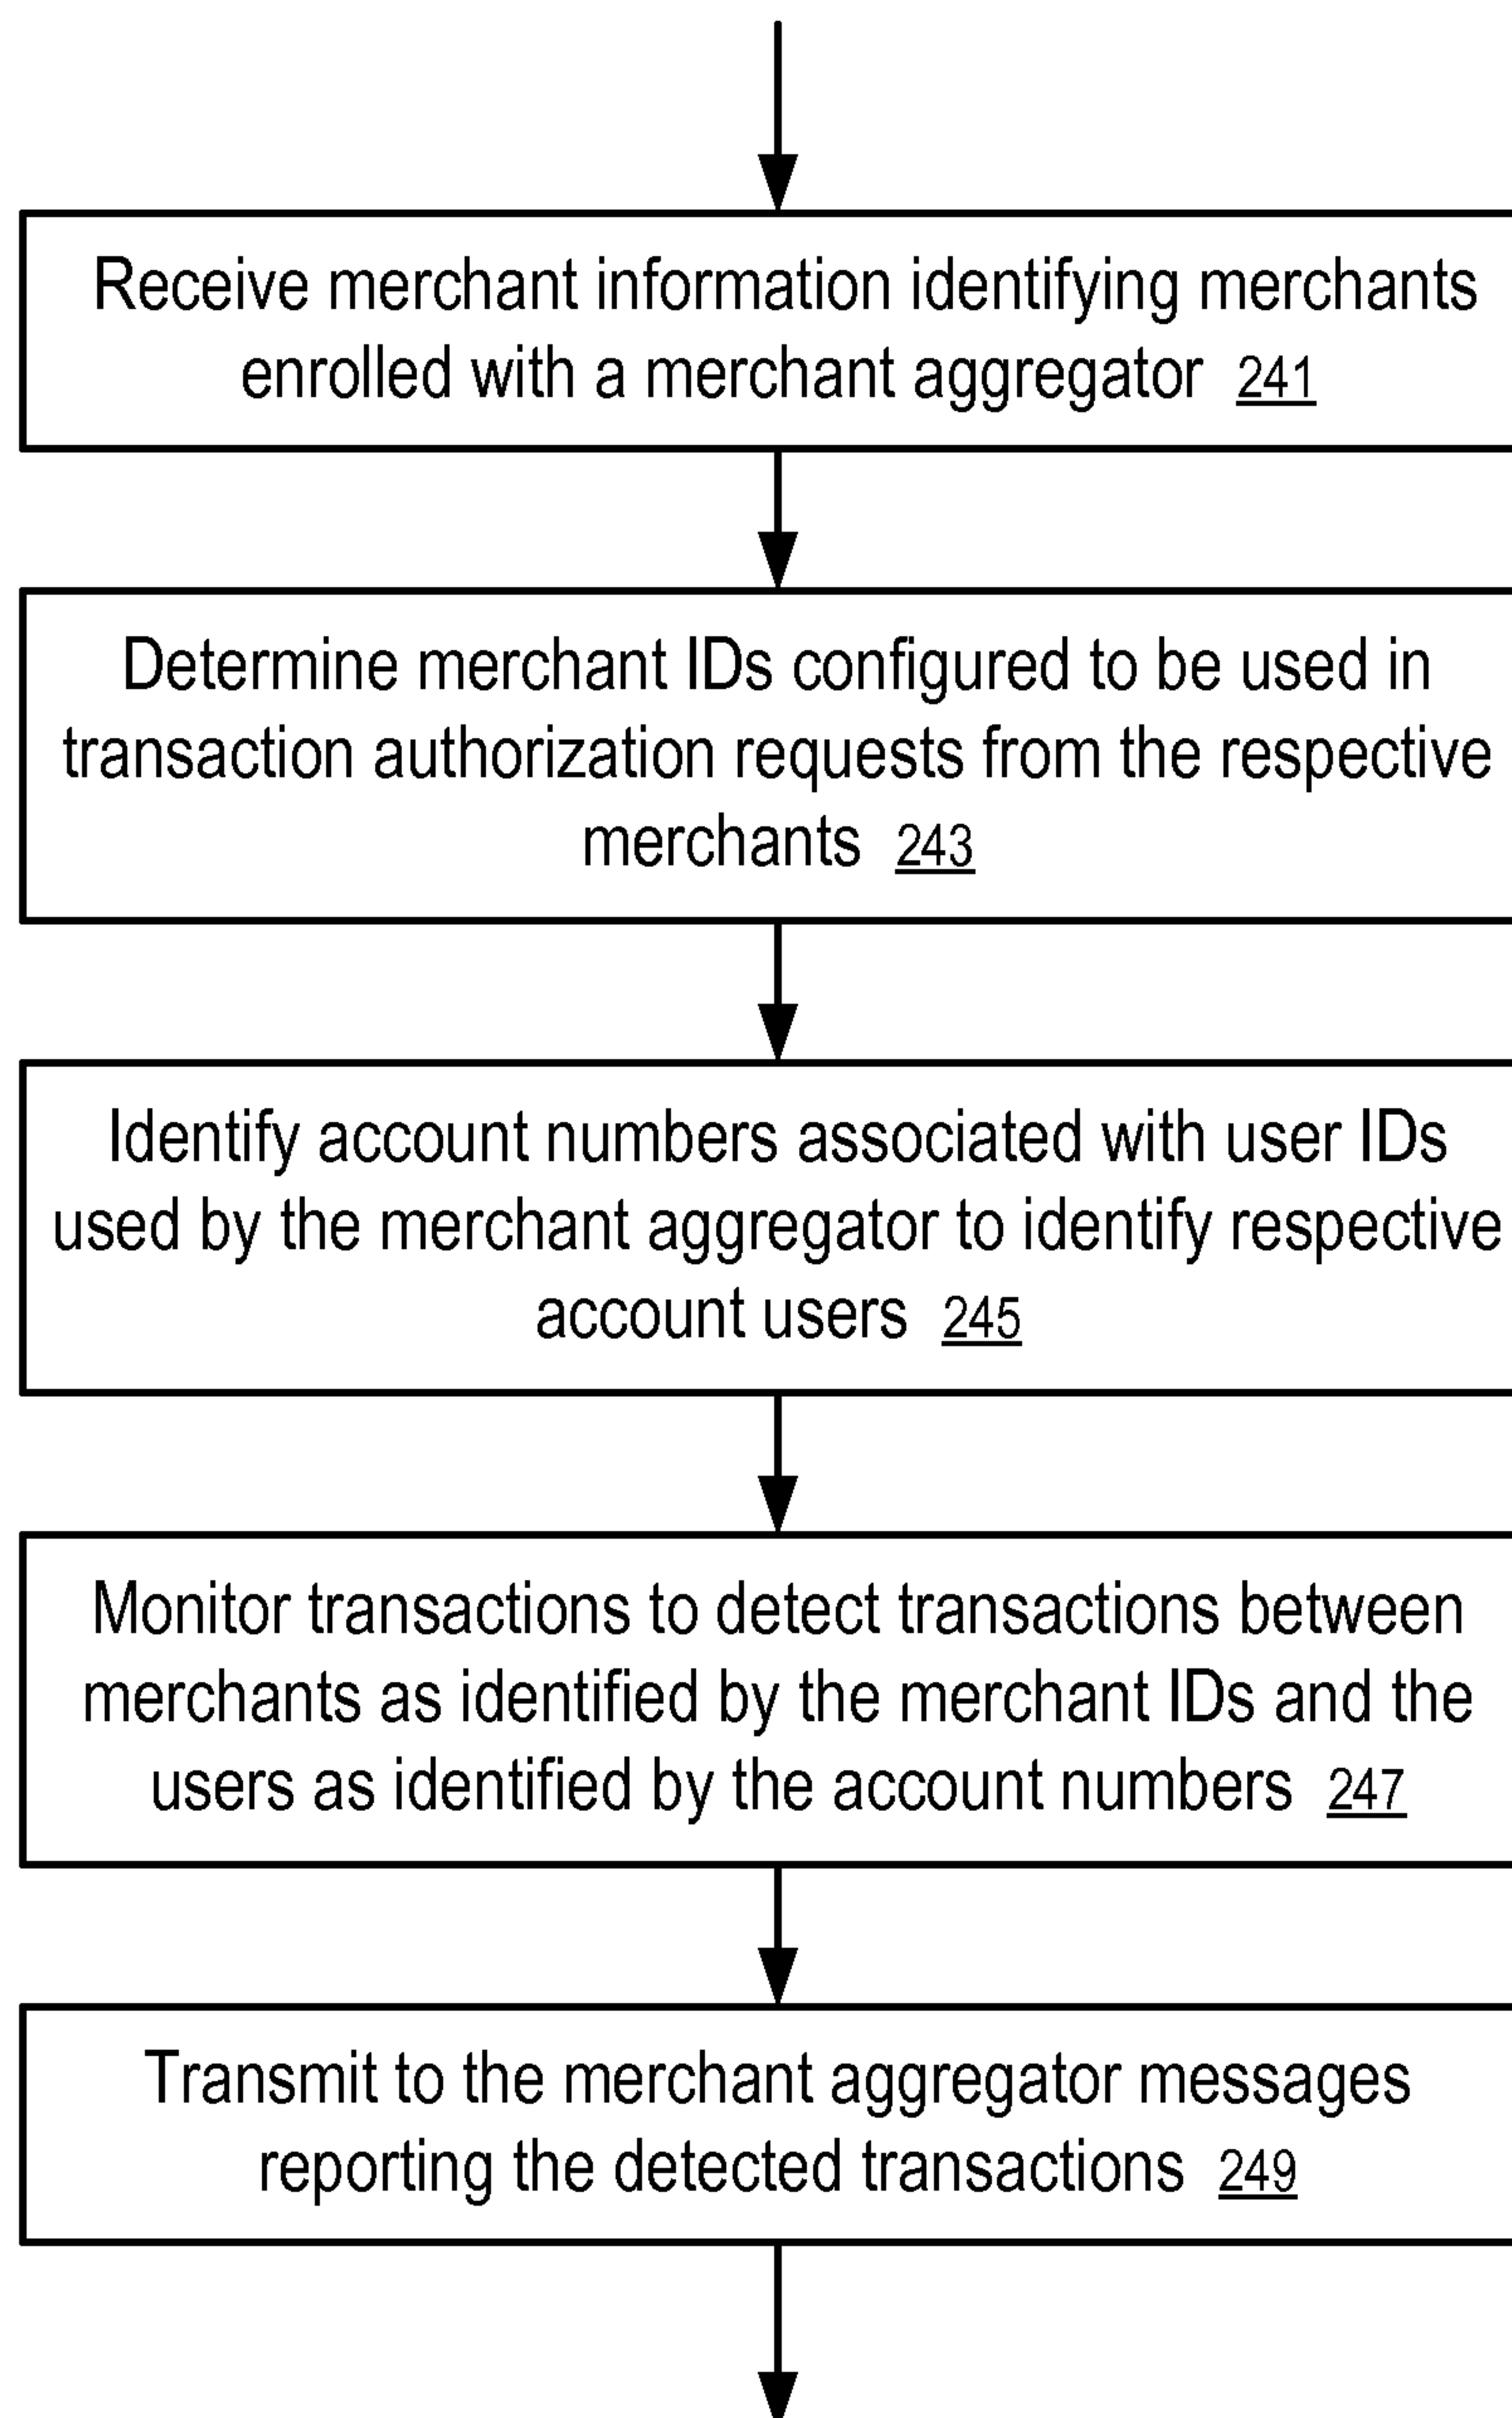 Receive merchant information identifying merchants
enrolled with a merchant aggregator 241
Determine merchant IDs configured to be used in
transaction authorization requests from the respective
merchants 243
Identify account numbers associated with user IDs
used by the merchant aggregator to identify respective
account users 245
Monitor transactions to detect transactions between
merchants as identified by the merchant IDs and the
users as identified by the account numbers 247
Transmit to the merchant aggregator messages
reporting the detected transactions 249